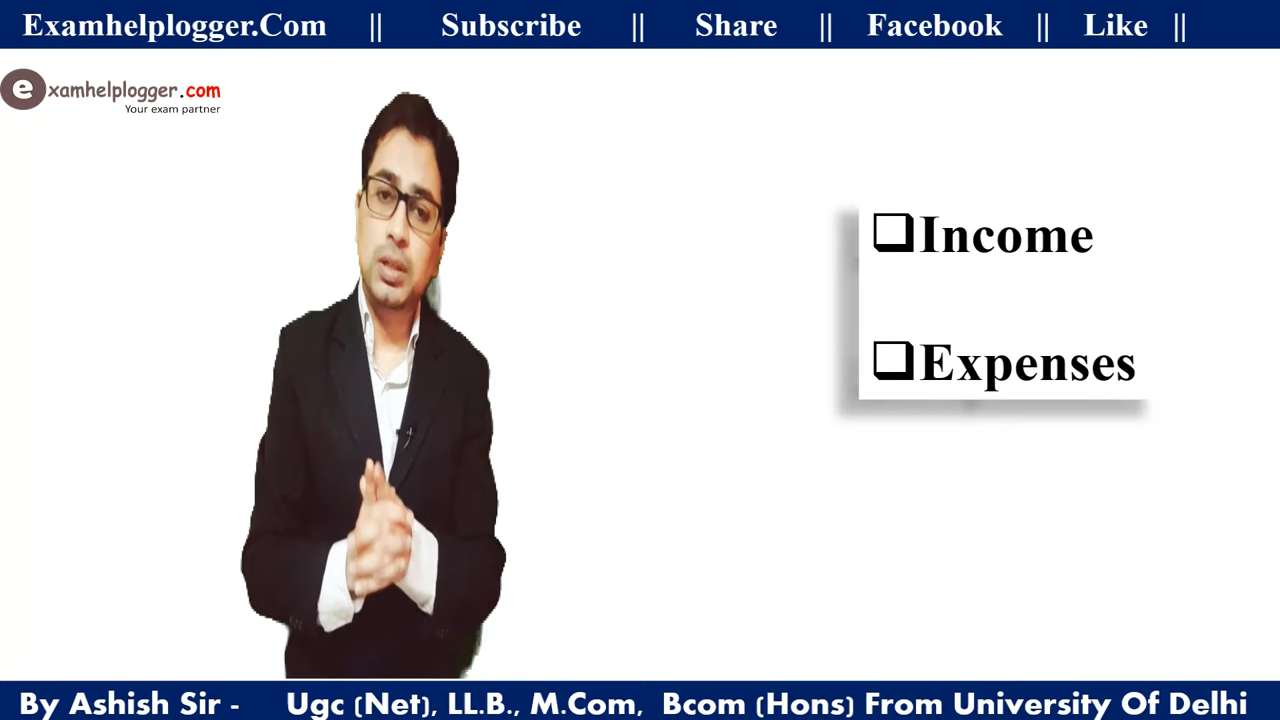 Examhelplogger.Com || Subscribe || Share || Facebook || Like ||
examhelplogger.com
Your exam partner
Income
Expenses
By Ashish Sir - Ugc (Net), LL.B., M.Com, Bcom (Hons) From University Of Delhi